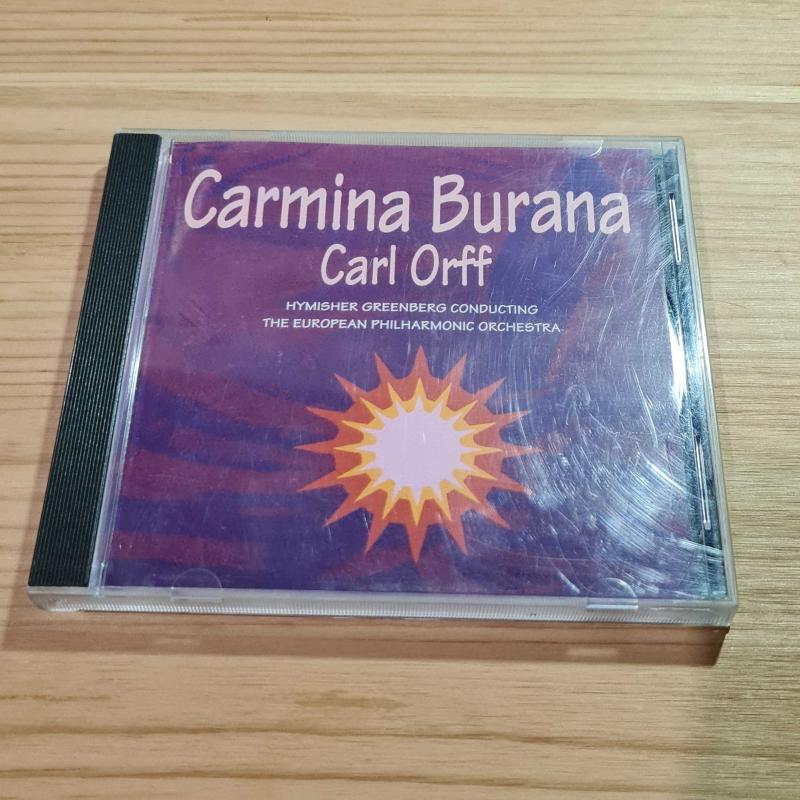 Carmina Burana
Carl Orff
HYMISHER GREENBERG CONDUCTING
THE EUROPEAN PHILHARMONIC ORCHESTRA